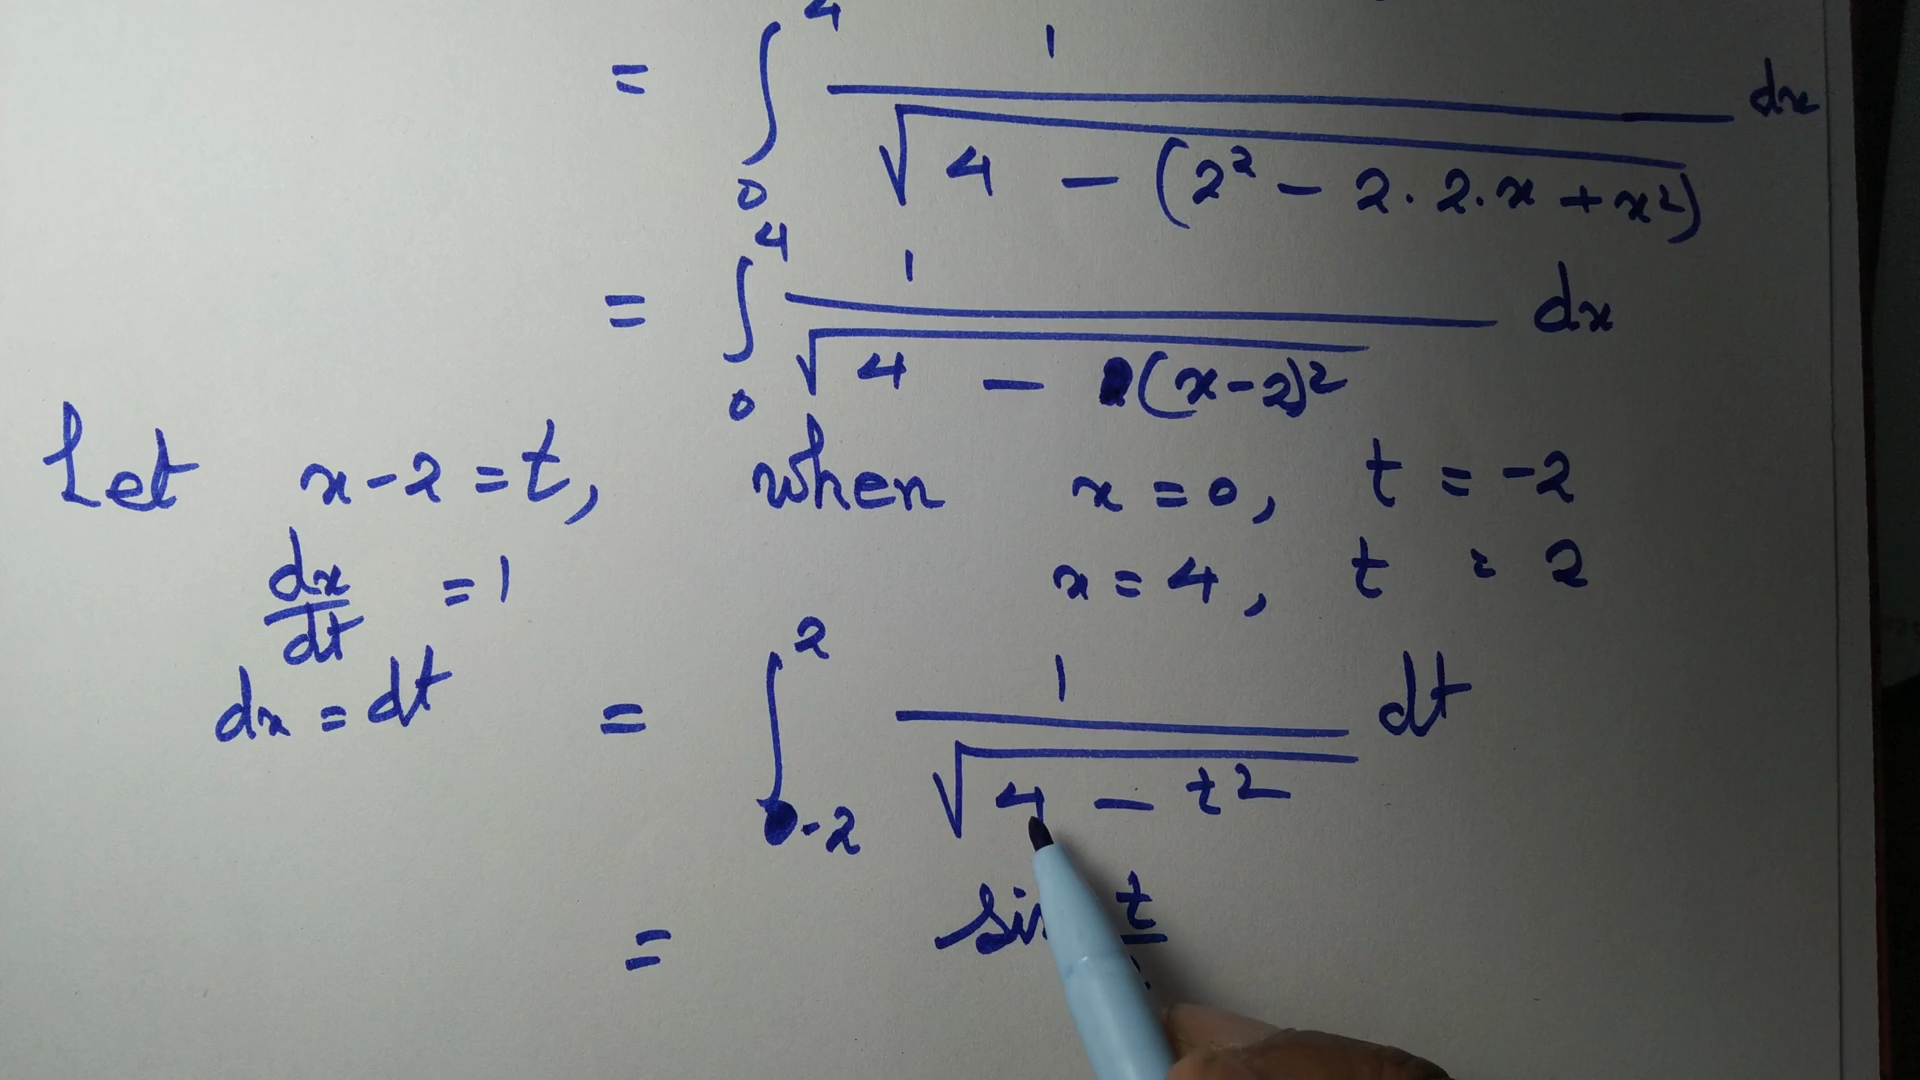 = ∫₀⁴ 1/√(4 - (2² - 2.2.x + x²)) dx
= ∫₀⁴ 1/√(4 - (x-2)²) dx
Let x-2 = t, when x = 0, t = -2
dx/dt = 1 x = 4, t = 2
dx = dt = ∫₋₂² 1/√(4 - t²) dt
= t